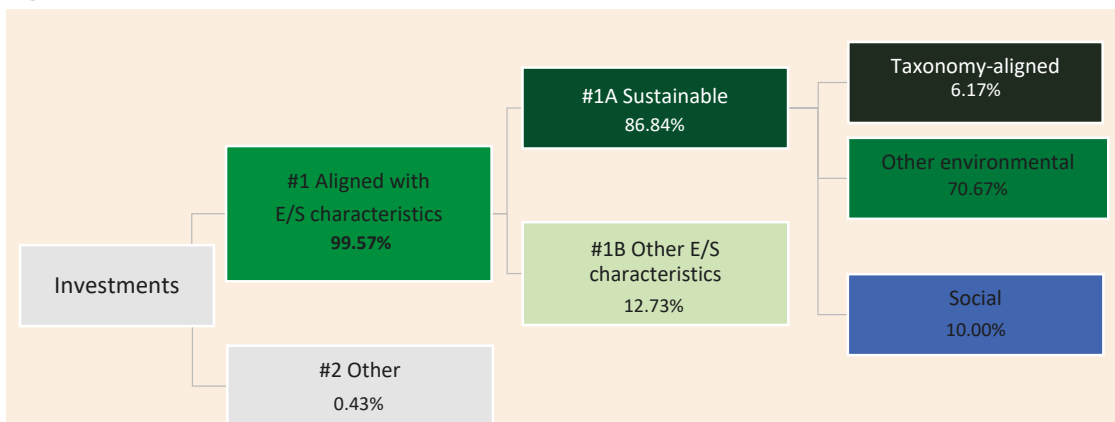 Investments
#1 Aligned with
E/S characteristics
99.57%
#2 Other
0.43%
#1A Sustainable
86.84%
#1B Other E/S
characteristics
12.73%
Taxonomy-aligned
6.17%
Other environmental
70.67%
Social
10.00%